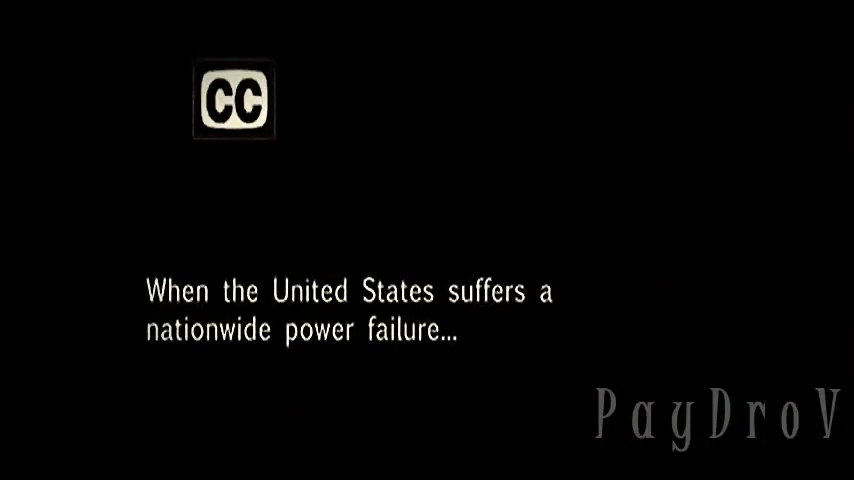 CC
When the United States suffers a
nationwide power failure...
PayDroV